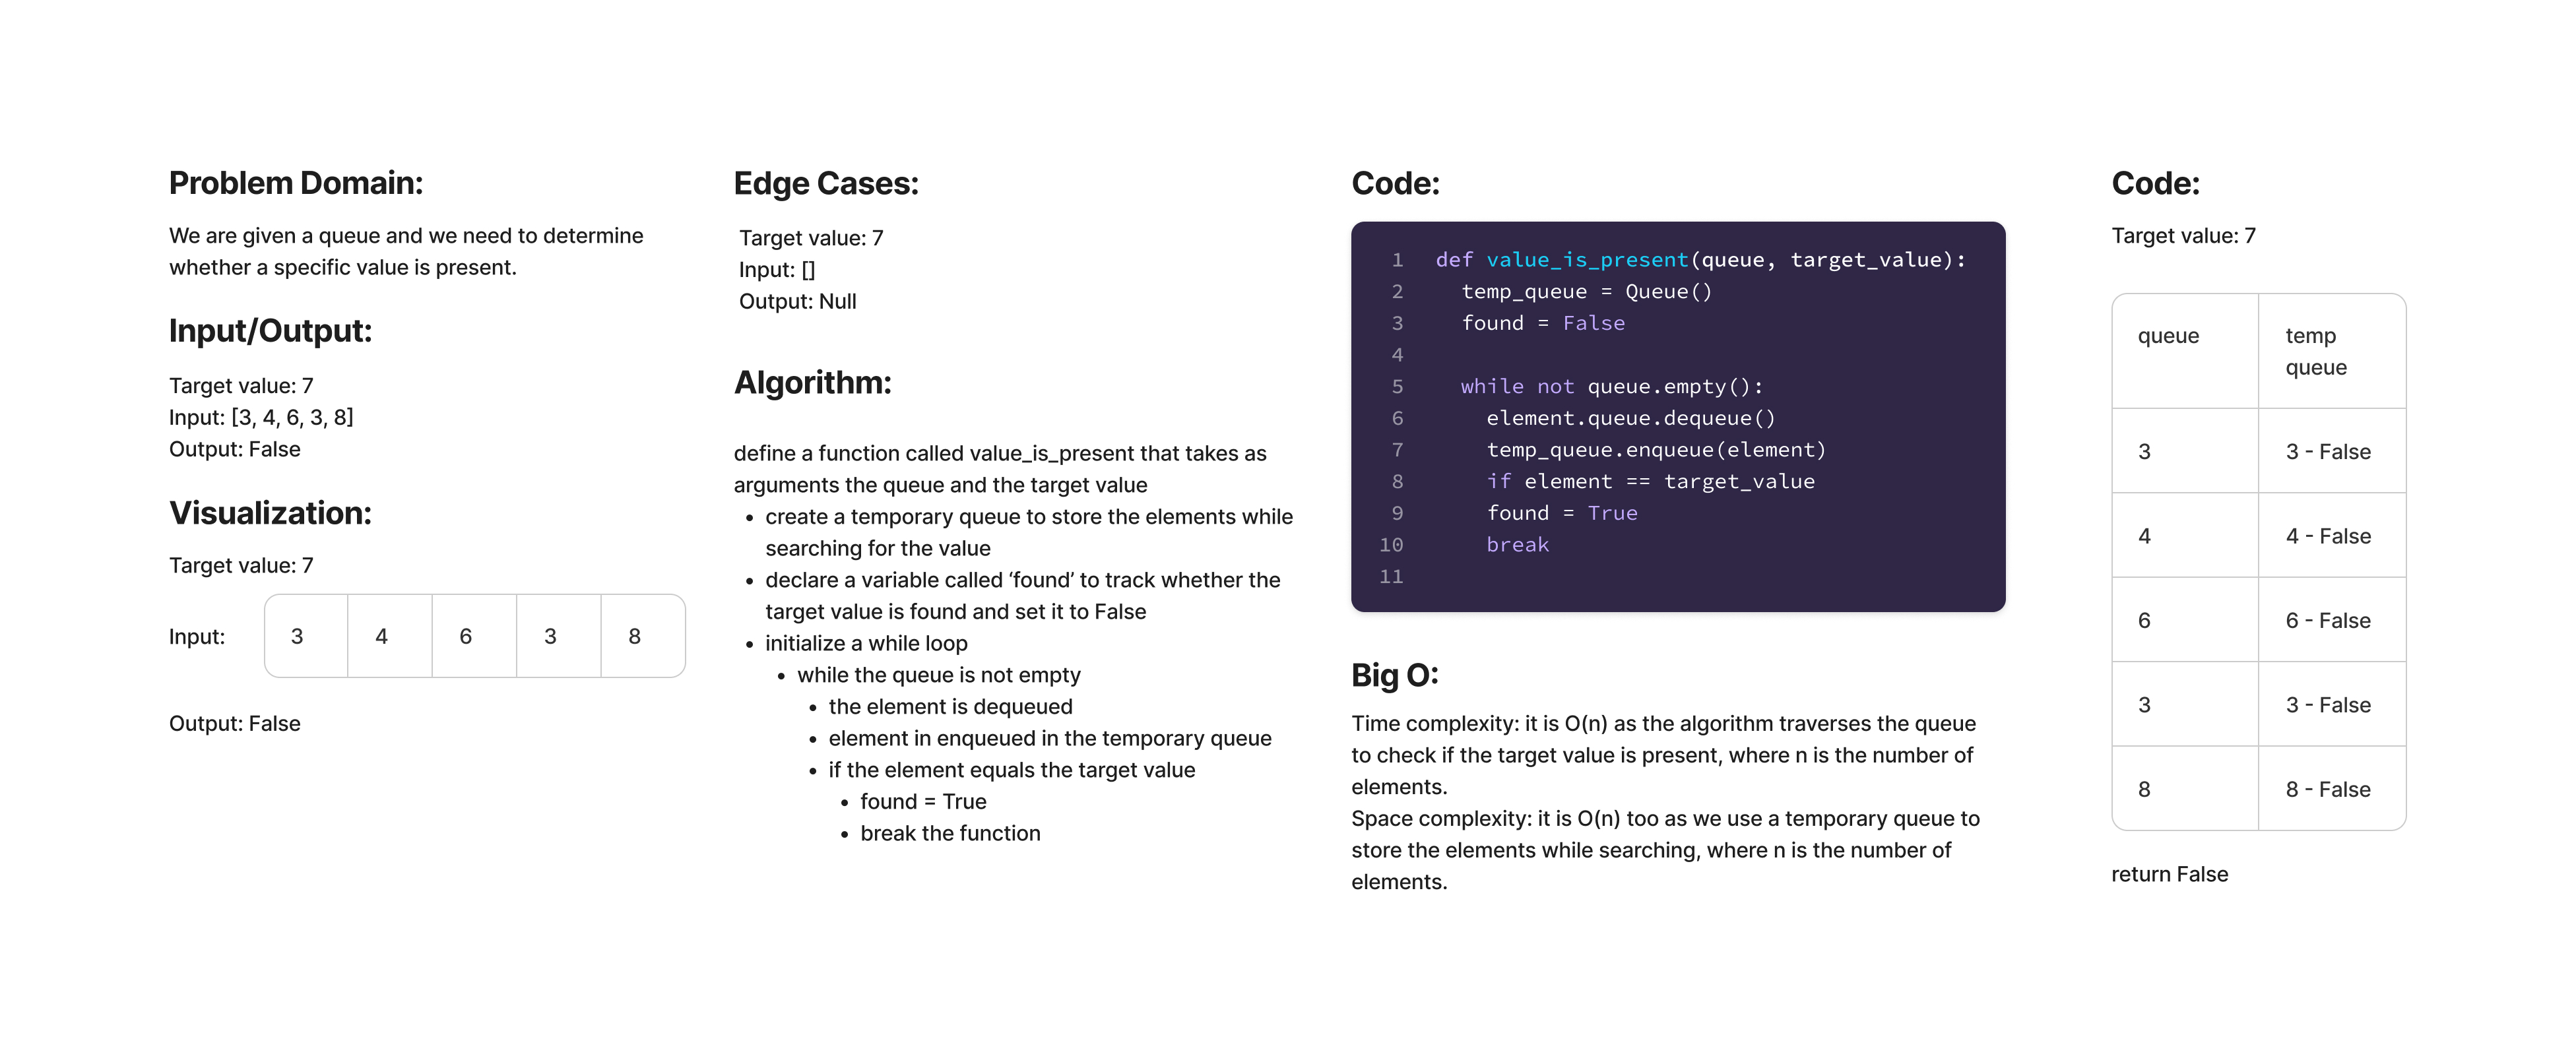 Problem Domain:
We are given a queue and we need to determine
whether a specific value is present.
Input/Output:
Target value: 7
Input: [3, 4, 6, 3, 8]
Output: False
Visualization:
Target value: 7
Input: 3 4 6 3 8
Output: False
Edge Cases:
Target value: 7
Input: []
Output: Null
Algorithm:
define a function called value_is_present that takes as
arguments the queue and the target value
• create a temporary queue to store the elements while
searching for the value
• declare a variable called ‘found’ to track whether the
target value is found and set it to False
• initialize a while loop
• while the queue is not empty
• the element is dequeued
• element in enqueued in the temporary queue
• if the element equals the target value
• found = True
• break the function
Code:
1 def value_is_present(queue, target_value):
2 temp_queue = Queue()
3 found = False
4
5 while not queue.empty():
6 element.queue.dequeue()
7 temp_queue.enqueue(element)
8 if element == target_value
9 found = True
10 break
11
Big O:
Time complexity: it is O(n) as the algorithm traverses the queue
to check if the target value is present, where n is the number of
elements.
Space complexity: it is O(n) too as we use a temporary queue to
store the elements while searching, where n is the number of
elements.
Code:
Target value: 7
queue temp
queue
3 3 - False
4 4 - False
6 6 - False
3 3 - False
8 8 - False
return False